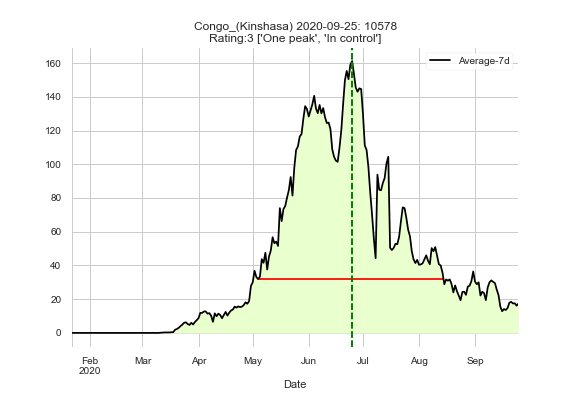 Congo_(Kinshasa) 2020-09-25: 10578
Rating:3 ['One peak', 'In control']
Average-7d
160
140
120
100
80
60
40
20
0
Feb Mar Apr May Jun Jul Aug Sep
2020
Date